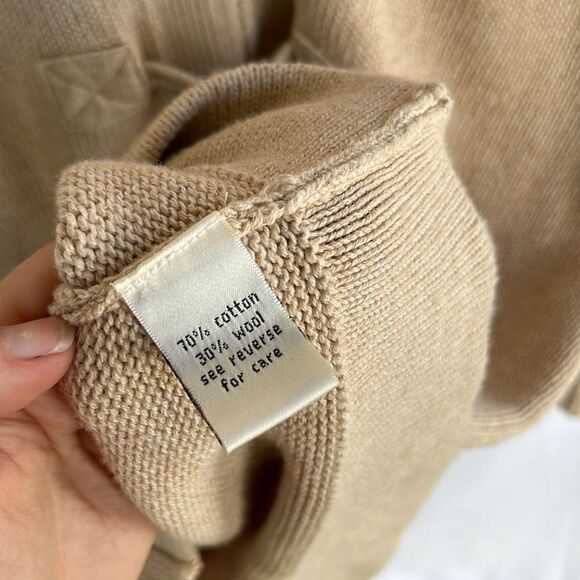 70% cotton
30% wool
see reverse
for care